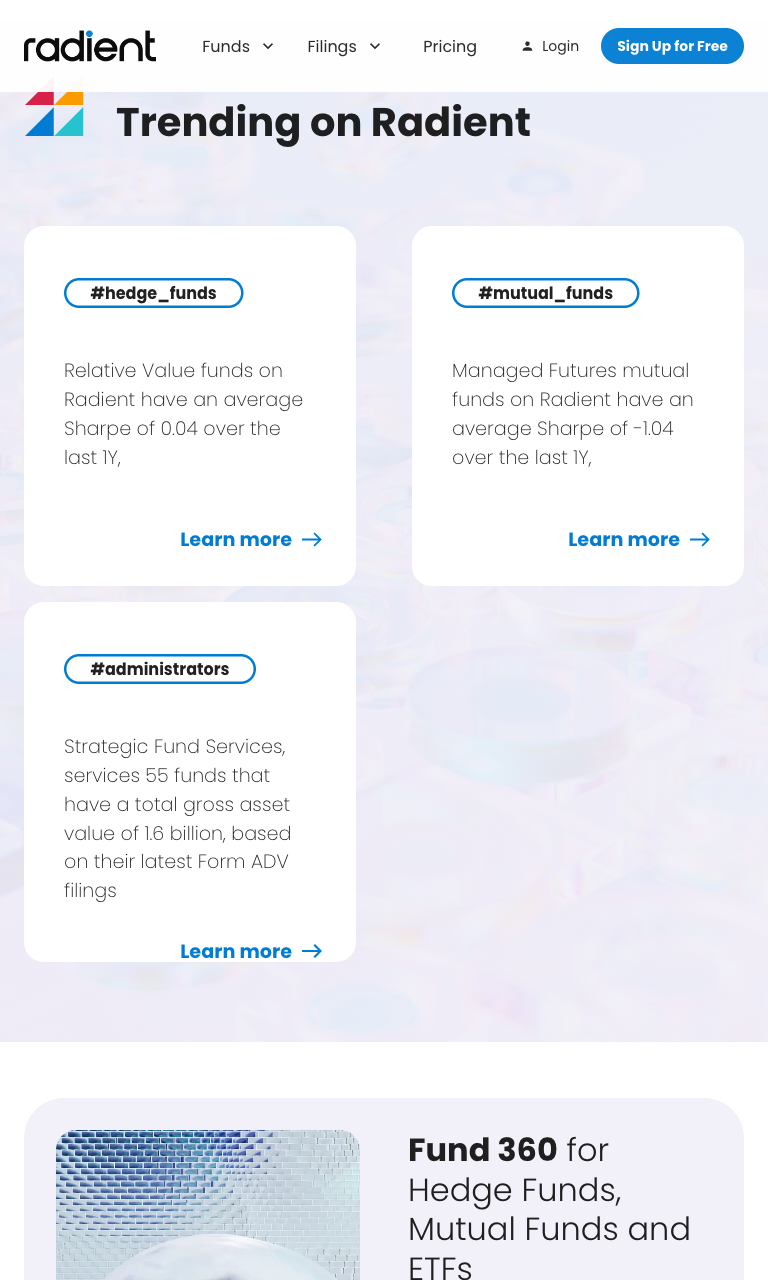 radient
Funds
Filings
Pricing
Login
Sign Up for Free
Trending on Radient
#hedge_funds
Relative Value funds on
Radient have an average
Sharpe of 0.04 over the
last 1Y,
Learn more
#mutual_funds
Managed Futures mutual
funds on Radient have an
average Sharpe of -1.04
over the last 1Y,
Learn more
#administrators
Strategic Fund Services,
services 55 funds that
have a total gross asset
value of 1.6 billion, based
on their latest Form ADV
filings
Learn more
Fund 360 for
Hedge Funds,
Mutual Funds and
ETFs